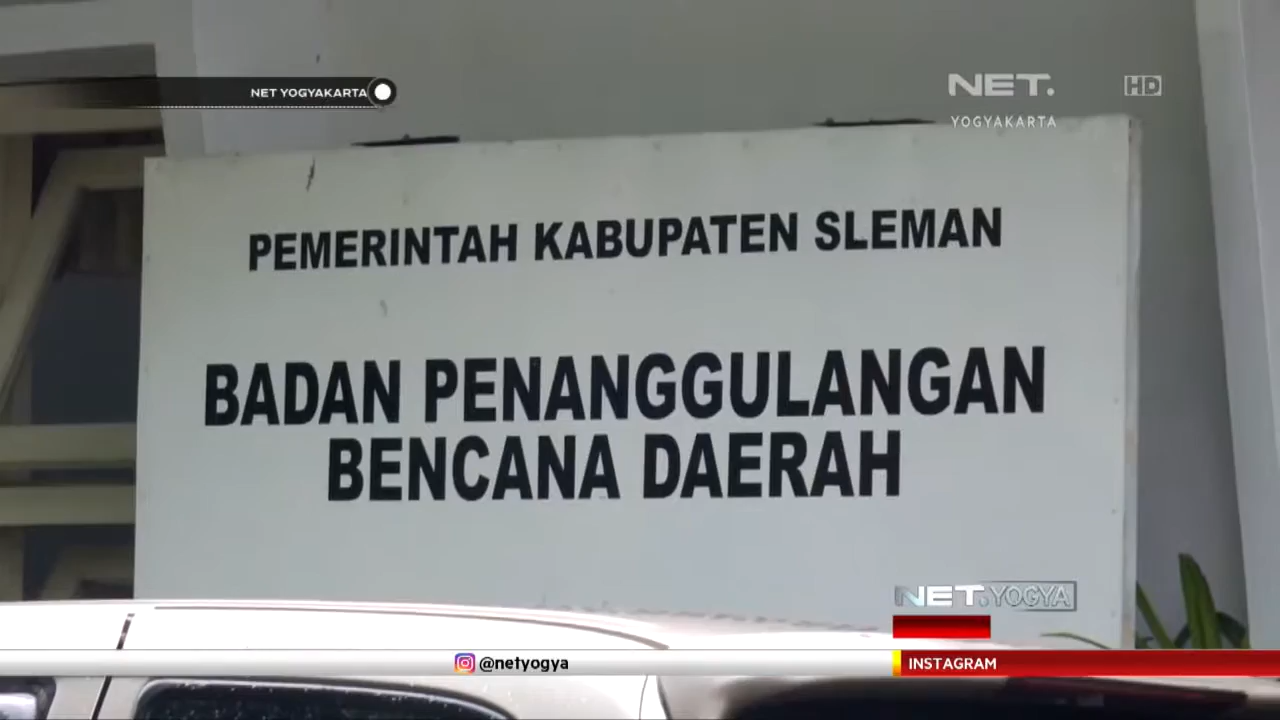 NET YOGYAKARTA
NET.
HD
YOGYAKARTA
PEMERINTAH KABUPATEN SLEMAN
BADAN PENANGGULANGAN
BENCANA DAERAH
NET.YOGYA
@netyogya
INSTAGRAM